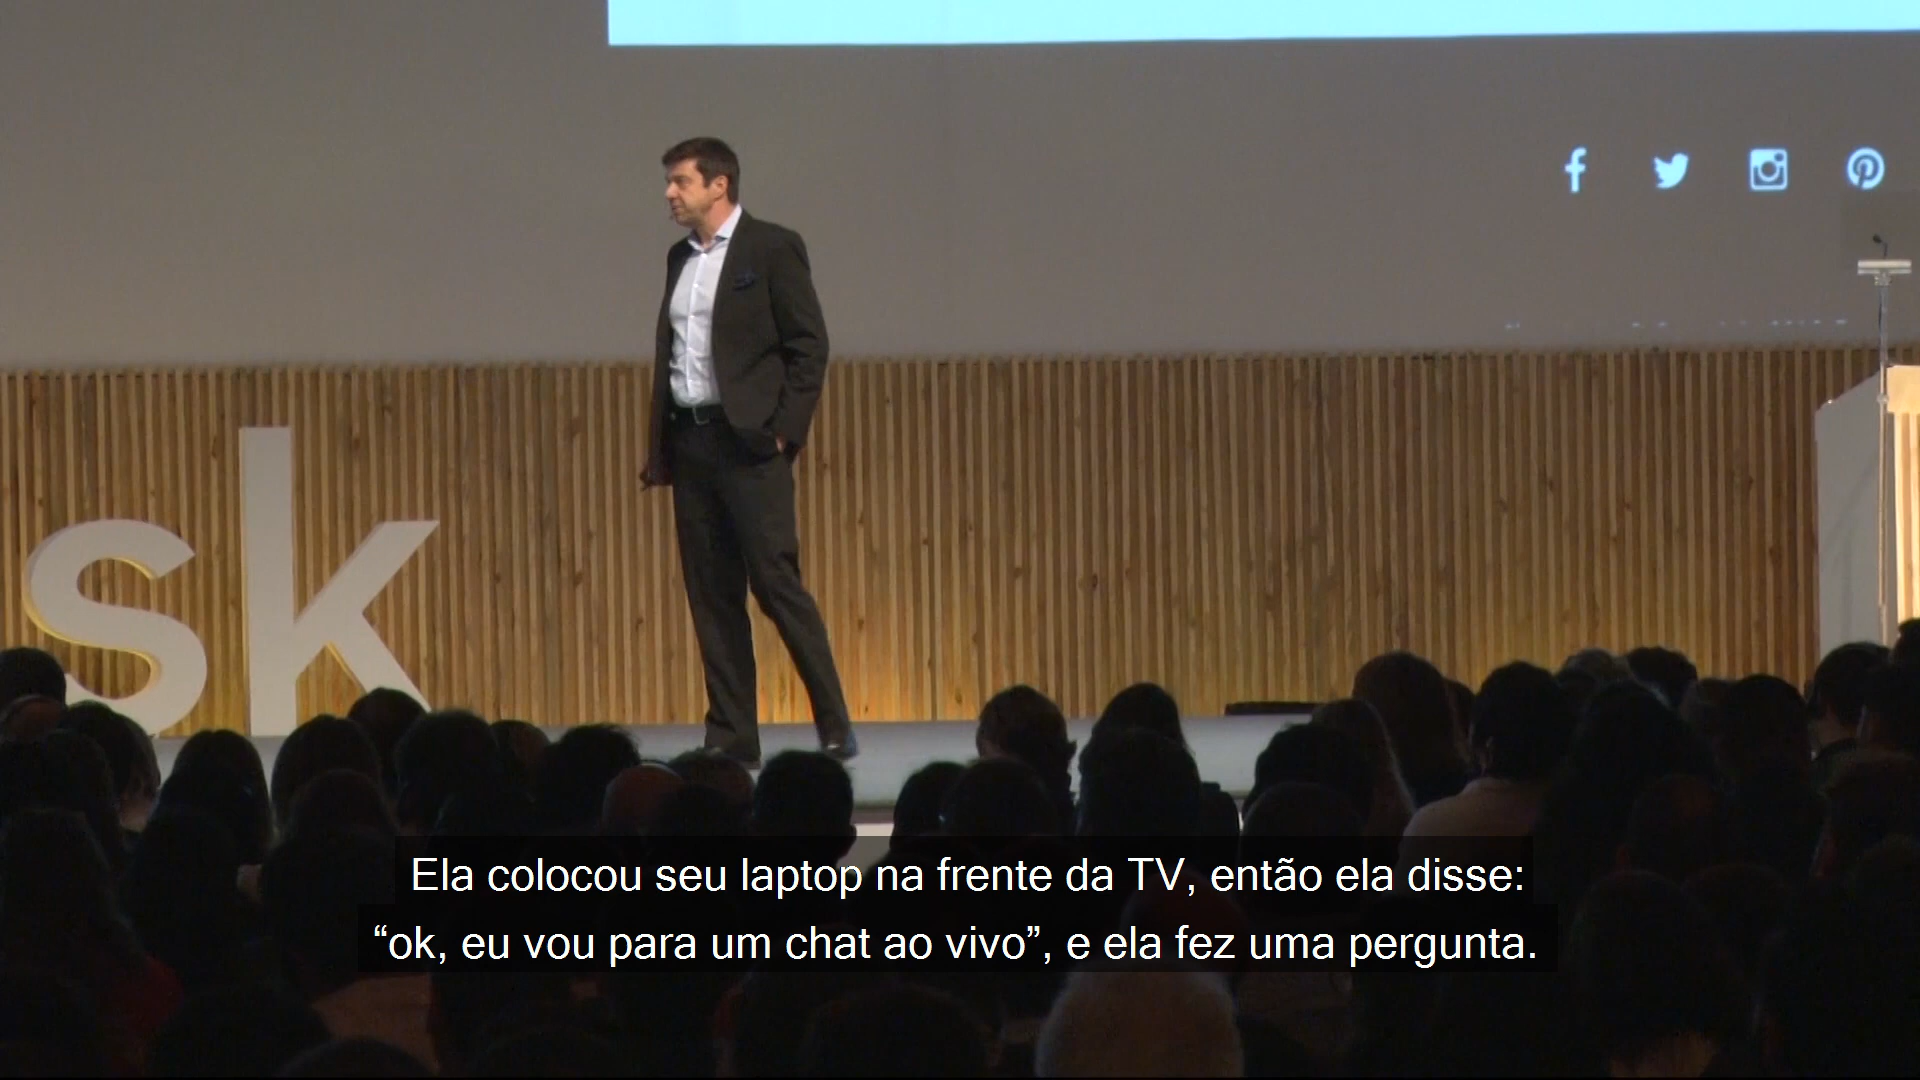 sk
Ela colocou seu laptop na frente da TV, então ela disse:
“ok, eu vou para um chat ao vivo”, e ela fez uma pergunta.